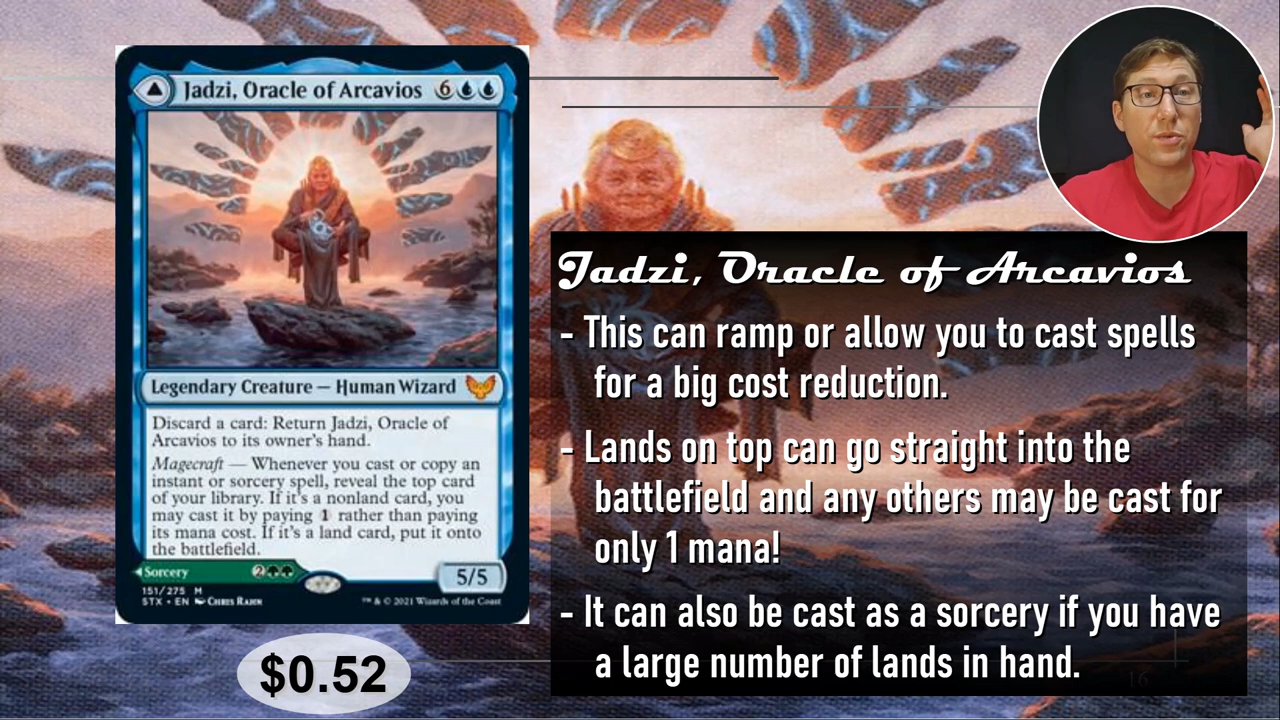 Jadzi, Oracle of Arcavios 6
Legendary Creature — Human Wizard
Discard a card: Return Jadzi, Oracle of
Arcavios to its owner's hand.
Magecraft — Whenever you cast or copy an
instant or sorcery spell, reveal the top card
of your library. If it's a nonland card, you
may cast it by paying 1 rather than paying
its mana cost. If it's a land card, put it onto
the battlefield.
Sorcery 2
5/5
151/275 M
STX • EN Chris Rahn
™ & © 2021 Wizards of the Coast
$0.52
Jadzi, Oracle of Arcavios
- This can ramp or allow you to cast spells
for a big cost reduction.
- Lands on top can go straight into the
battlefield and any others may be cast for
only 1 mana!
- It can also be cast as a sorcery if you have
a large number of lands in hand.
16